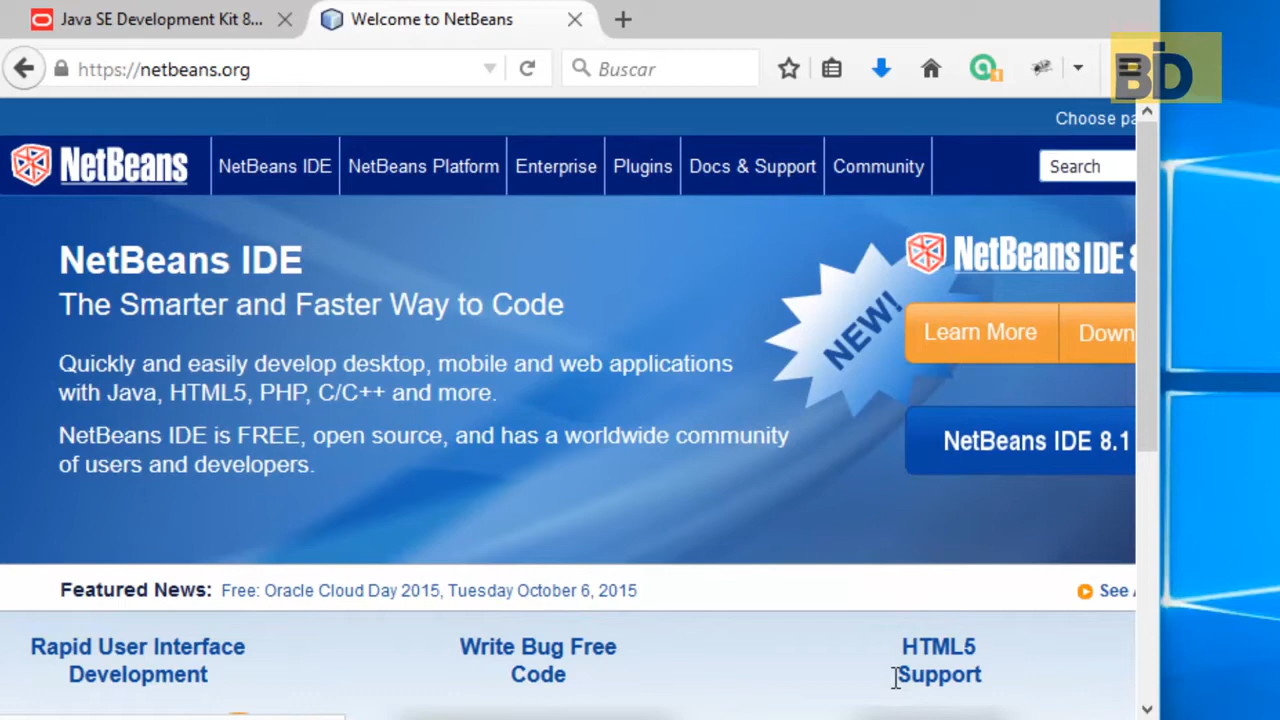 Java SE Development Kit 8...
Welcome to NetBeans
https://netbeans.org
Buscar
1
BD
Choose pa
NetBeans
NetBeans IDE
NetBeans Platform
Enterprise
Plugins
Docs & Support
Community
Search
NetBeans IDE
The Smarter and Faster Way to Code
Quickly and easily develop desktop, mobile and web applications
with Java, HTML5, PHP, C/C++ and more.
NetBeans IDE is FREE, open source, and has a worldwide community
of users and developers.
NEW!
NetBeans IDE 8
Learn More
Down
NetBeans IDE 8.1
Featured News: Free: Oracle Cloud Day 2015, Tuesday October 6, 2015
See
Rapid User Interface
Development
Write Bug Free
Code
HTML5
Support